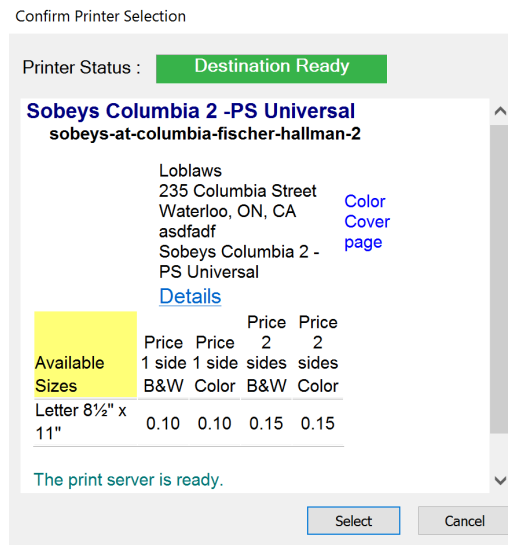 Confirm Printer Selection
Printer Status : Destination Ready
Sobeys Columbia 2 -PS Universal
sobeys-at-columbia-fischer-hallman-2
Loblaws
235 Columbia Street
Waterloo, ON, CA
asdfadf
Sobeys Columbia 2 -
PS Universal
Details
Color
Cover
page
Available
Sizes
Price
1 side
B&W
Price
1 side
Color
Price
2
sides
B&W
Price
2
sides
Color
Letter 8½" x
11"
0.10 0.10 0.15 0.15
The print server is ready.
Select Cancel